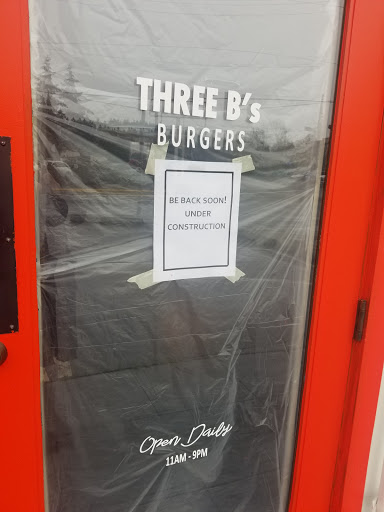 THREE B's
BURGERS
BE BACK SOON!
UNDER
CONSTRUCTION
Open Daily
11AM - 9PM